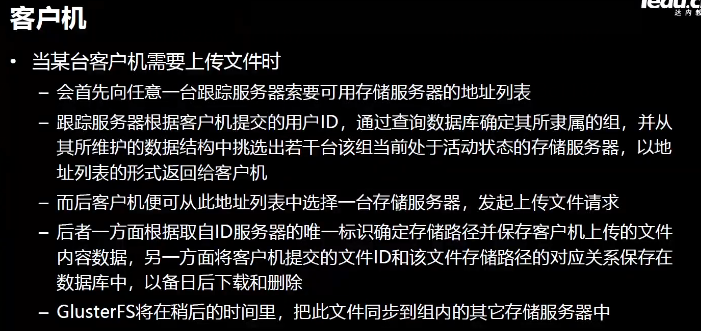 客户机
• 当某台客户机需要上传文件时
– 会首先向任意一台跟踪服务器索要可用存储服务器的地址列表
– 跟踪服务器根据客户机提交的用户ID，通过查询数据库确定其所隶属的组，并从
其所维护的数据结构中挑选出若干台该组当前处于活动状态的存储服务器，以地
址列表的形式返回给客户机
– 而后客户机便可从此地址列表中选择一台存储服务器，发起上传文件请求
– 后者一方面根据取自ID服务器的唯一标识确定存储路径并保存客户机上传的文件
内容数据，另一方面将客户机提交的文件ID和该文件存储路径的对应关系保存在
数据库中，以备日后下载和删除
– GlusterFS将在稍后的时间里，把此文件同步到组内的其它存储服务器中